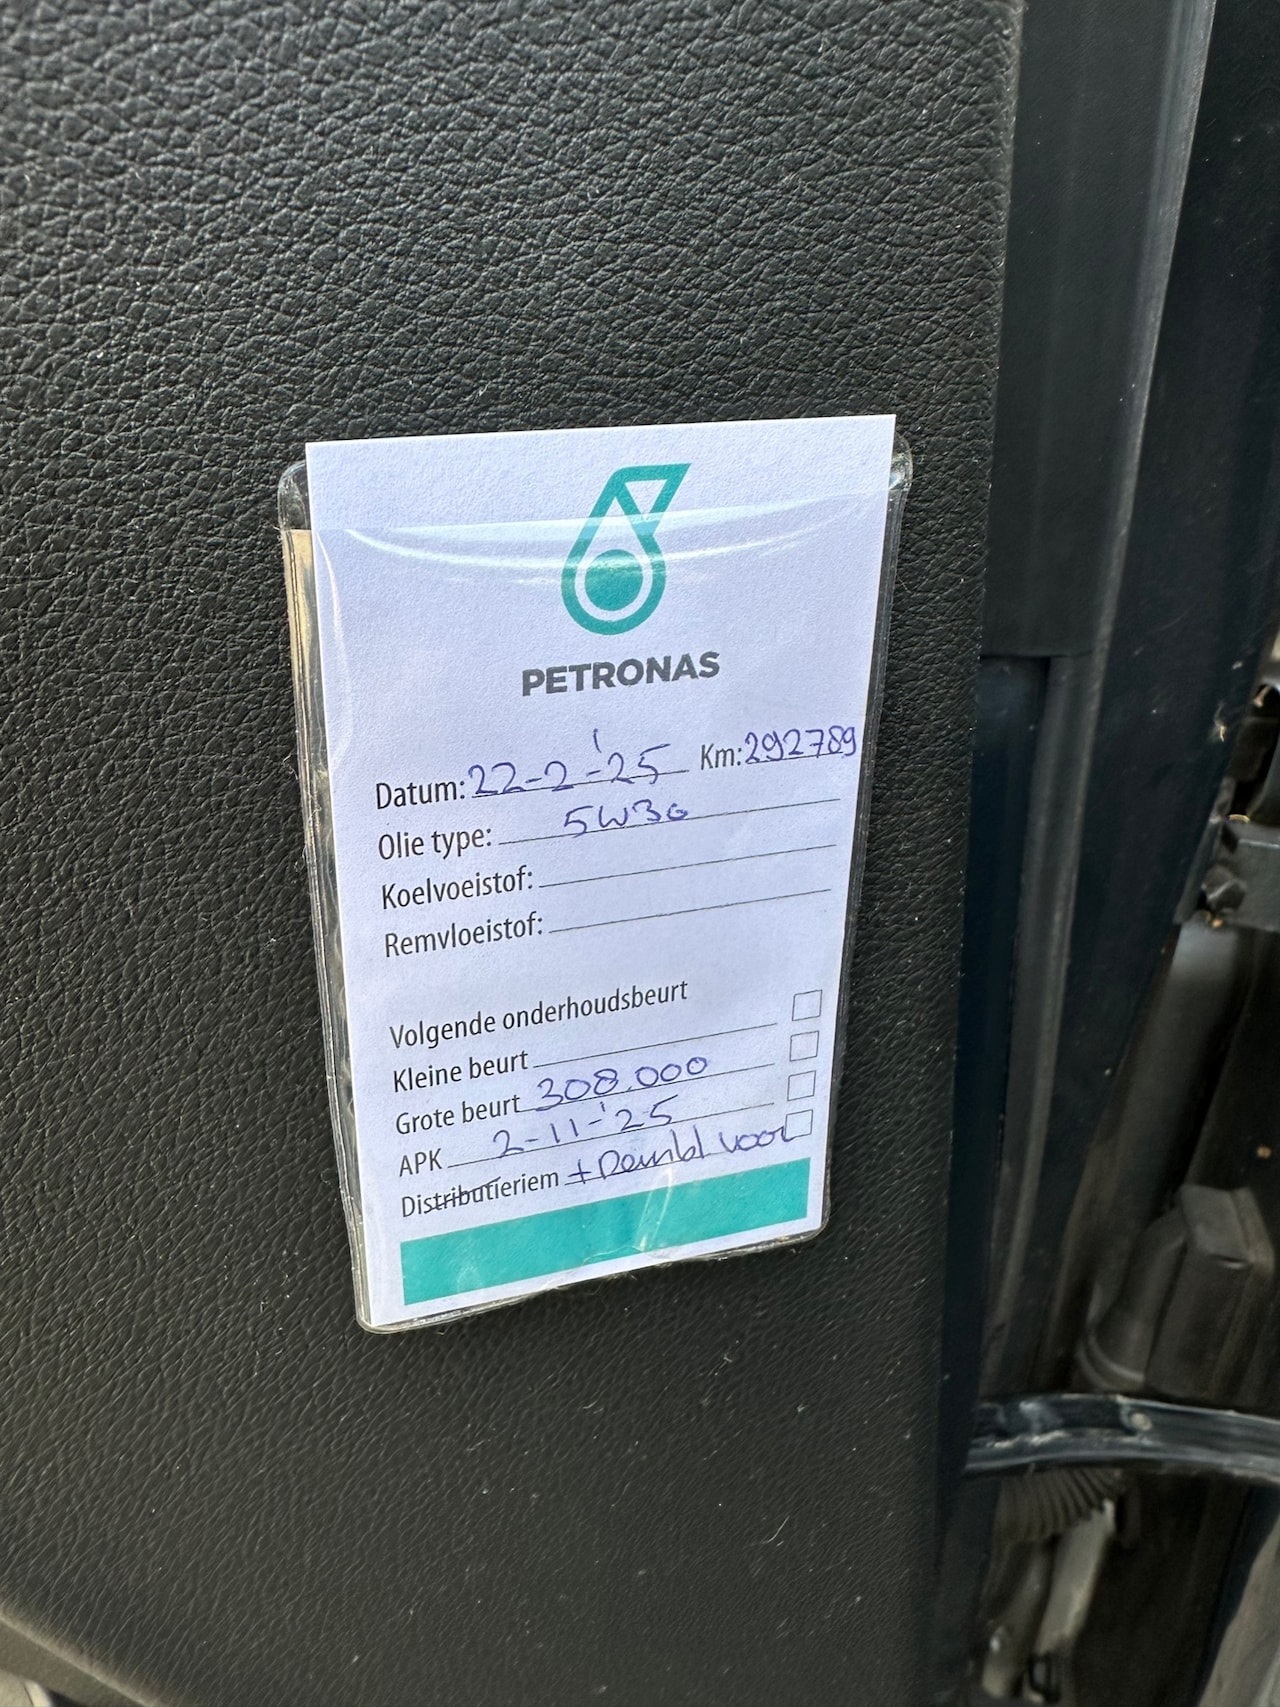 PETRONAS
Datum: 22-2-'25 Km: 292789
Olie type: 5W30
Koelvoeistof:
Remvloeistof:
Volgende onderhoudsbeurt
Kleine beurt
Grote beurt 308.000
APK 2-11-'25
Distributieriem + voor